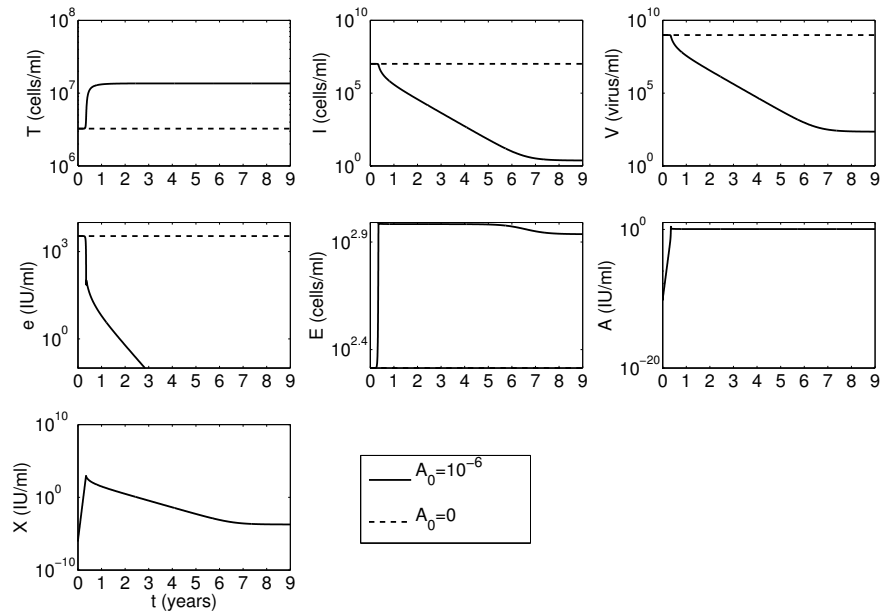 10^8
10^7
10^6
T (cells/ml)
0 1 2 3 4 5 6 7 8 9
10^10
10^5
10^0
I (cells/ml)
0 1 2 3 4 5 6 7 8 9
10^10
10^5
10^0
V (virus/ml)
0 1 2 3 4 5 6 7 8 9
10^3
10^0
e (IU/ml)
0 1 2 3 4 5 6 7 8 9
10^2.9
10^2.4
E (cells/ml)
0 1 2 3 4 5 6 7 8 9
10^0
10^-20
A (IU/ml)
0 1 2 3 4 5 6 7 8 9
10^10
10^0
10^-10
X (IU/ml)
0 1 2 3 4 5 6 7 8 9
t (years)
A_0=10^-6
A_0=0